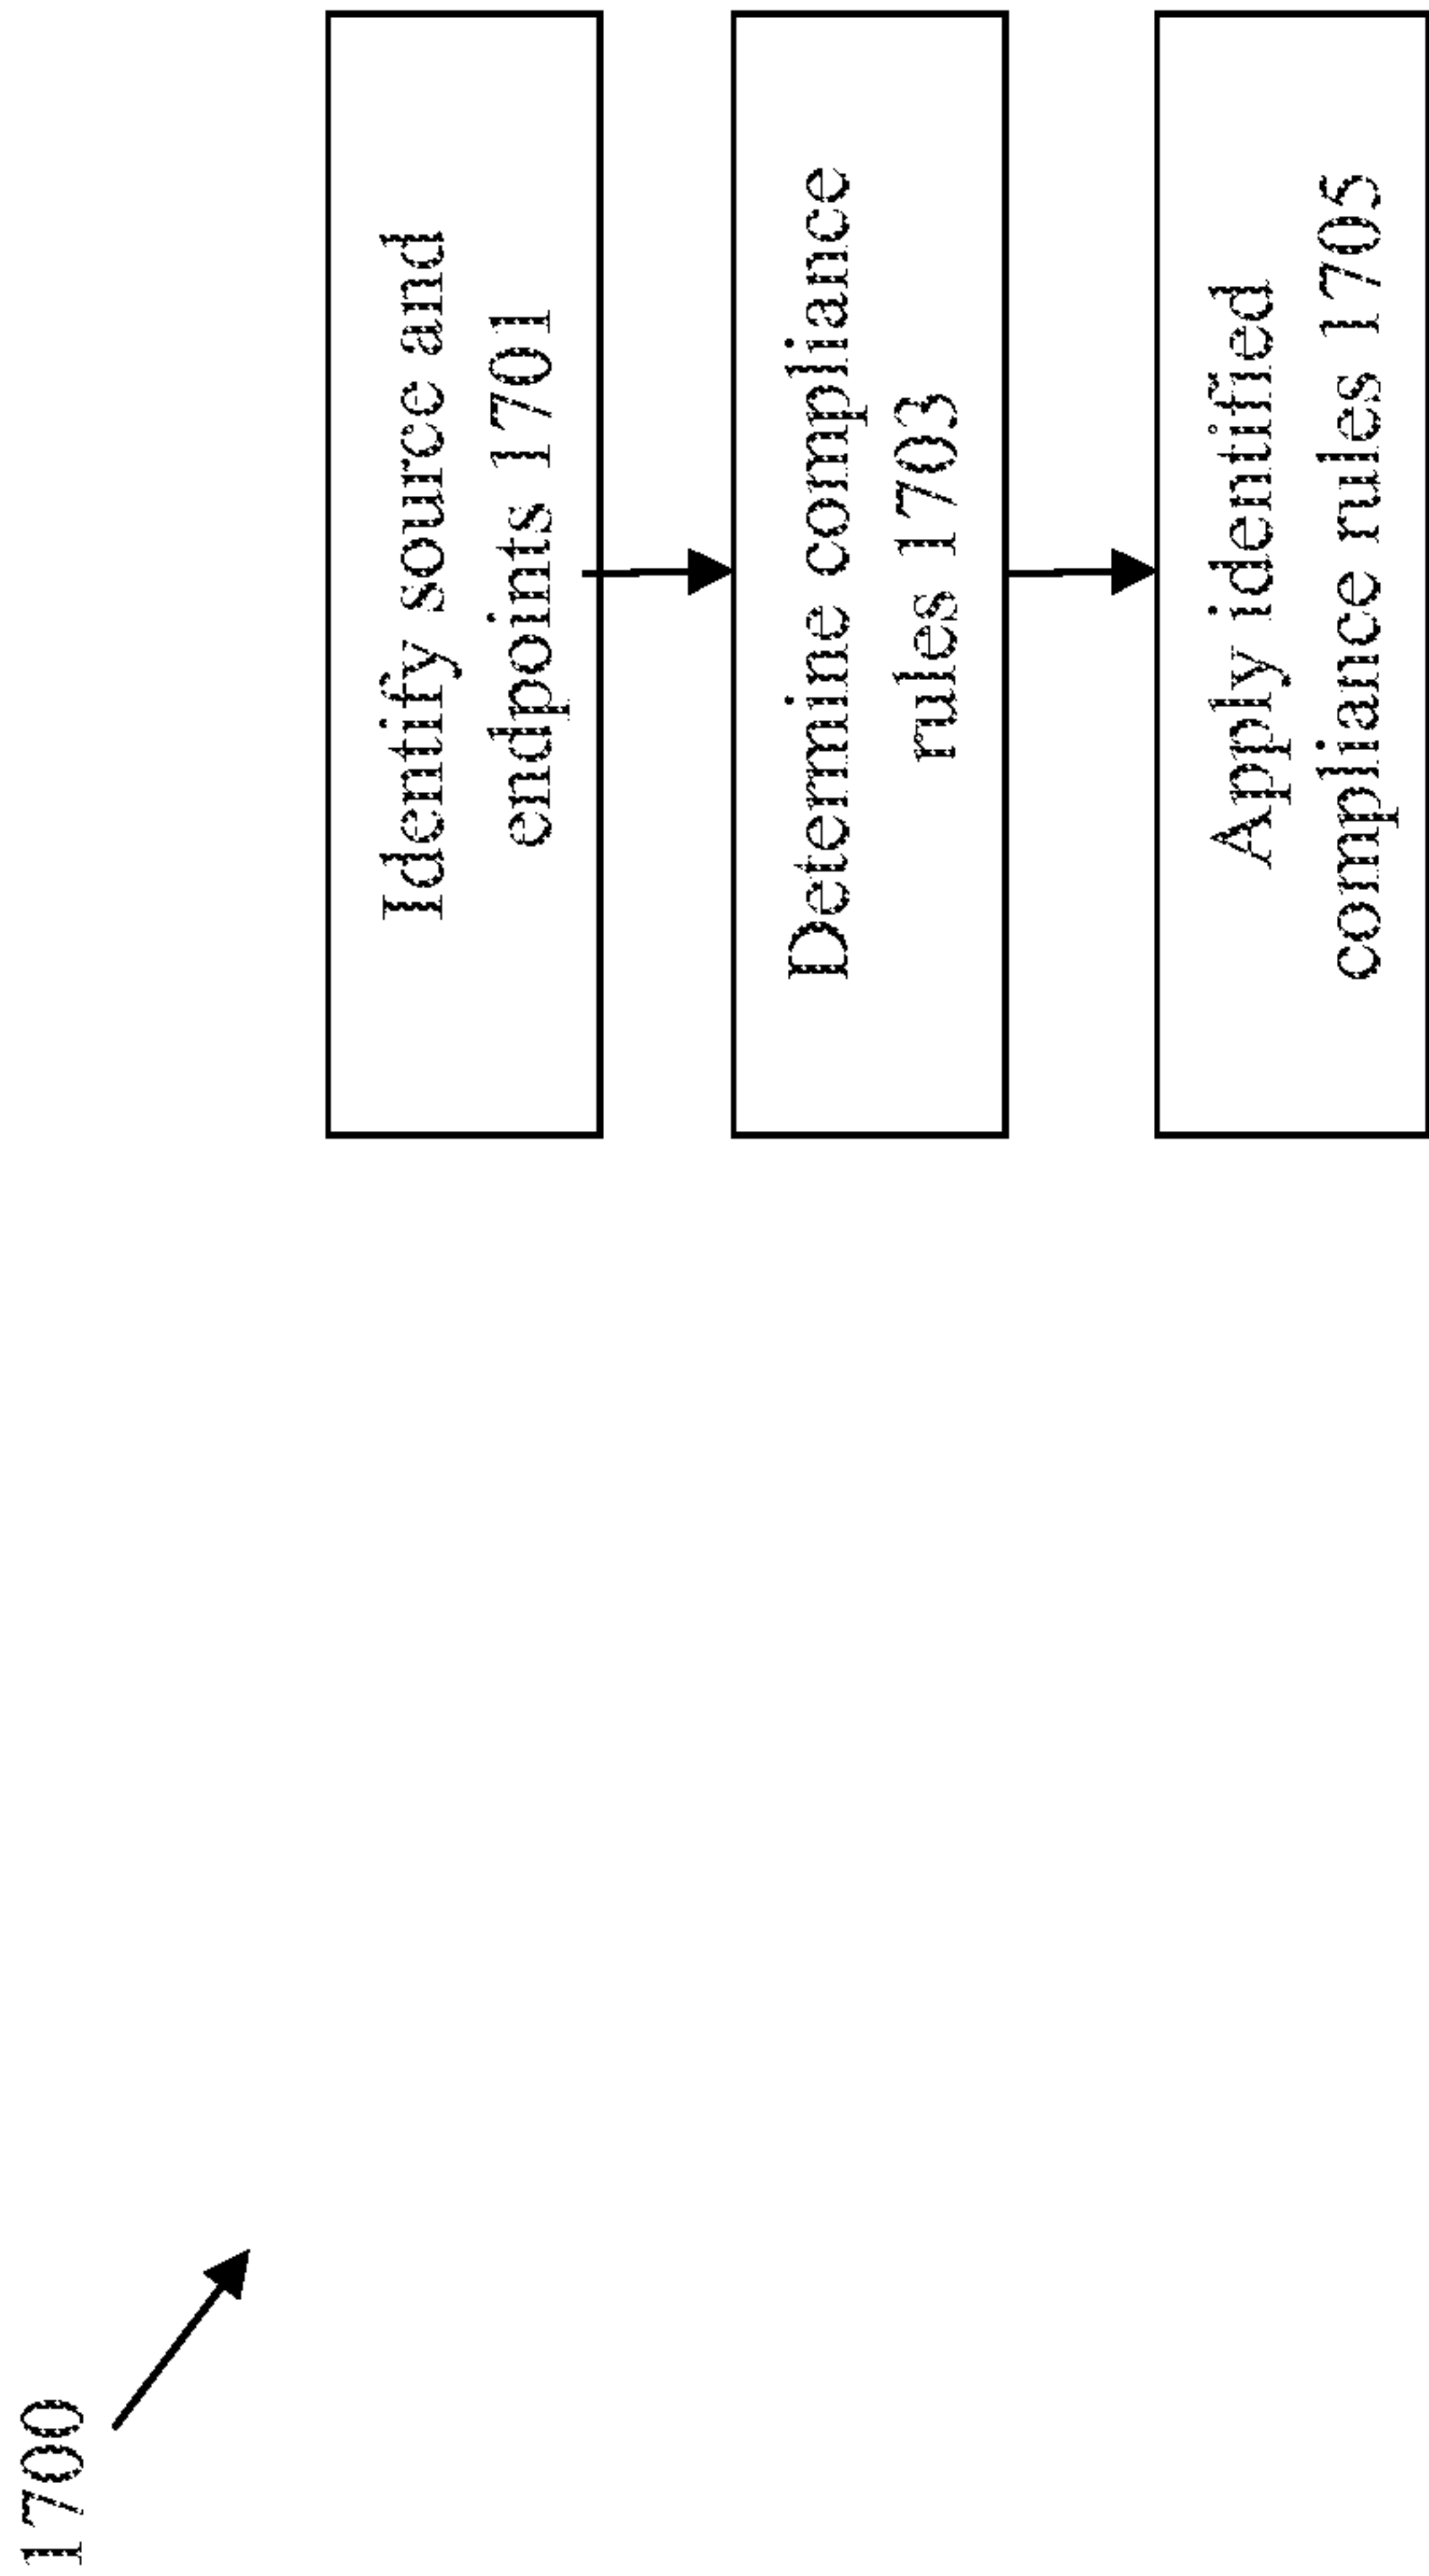 1700
Identify source and
endpoints 1701
Determine compliance
rules 1703
Apply identified
compliance rules 1705